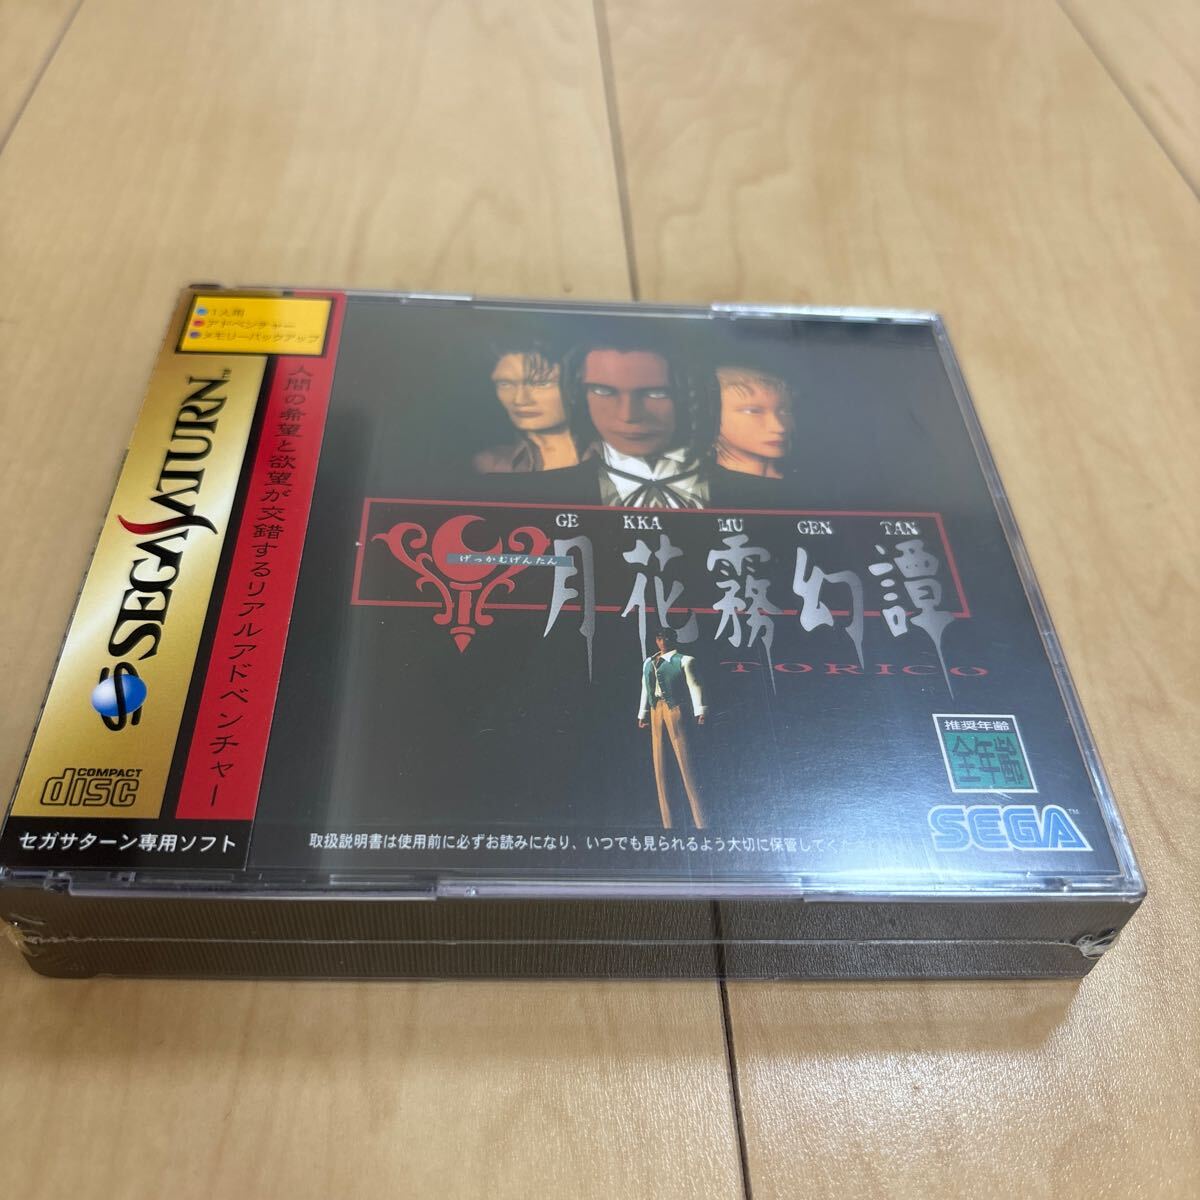 1人用
アドベンチャー
メモリーバックアップ
SEGA SATURN™
COMPACT
disc
セガサターン専用ソフト
人間の希望と欲望が交錯するリアルアドベンチャー
GE KKA MU GEN TAN
げっかむげんたん
月花霧幻譚
TORICO
推奨年齢
全年齢
SEGA™
取扱説明書は使用前に必ずお読みになり、いつでも見られるよう大切に保管してくだ